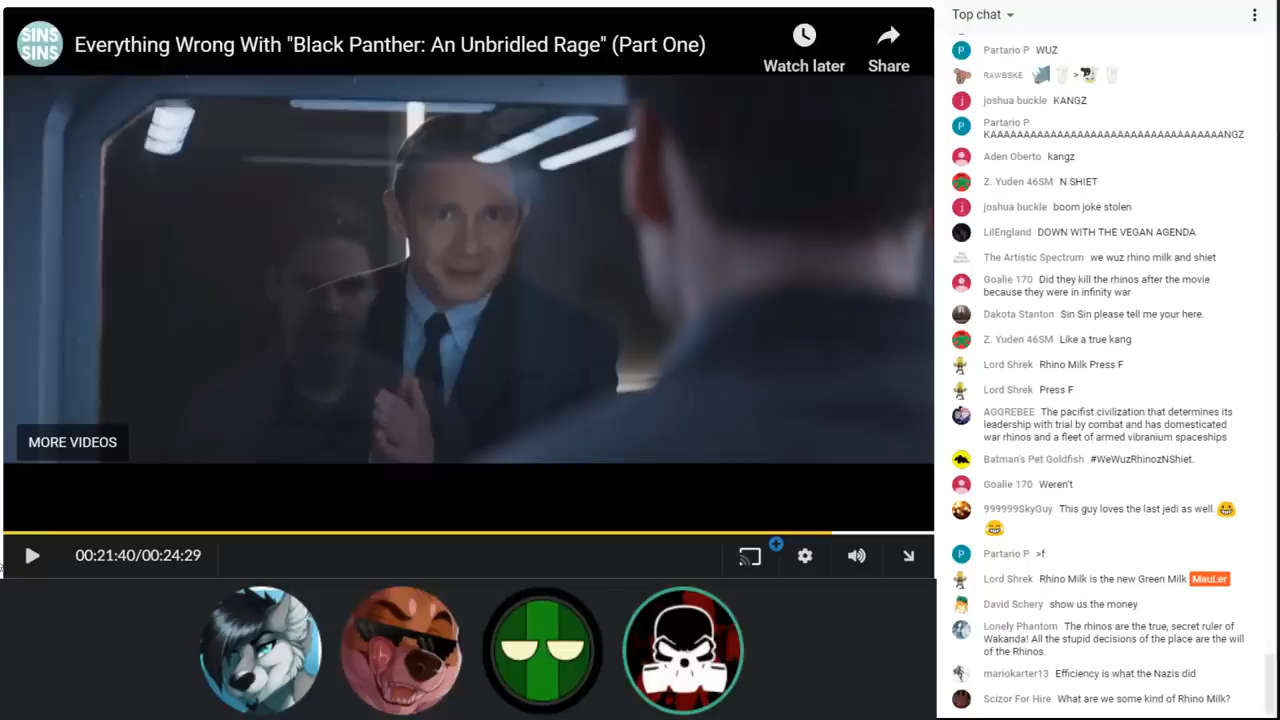 SINS
SINS
Everything Wrong With "Black Panther: An Unbridled Rage" (Part One)
Watch later
Share
MORE VIDEOS
00:21:40/00:24:29
Top chat
Partario P WUZ
RAWBSKE >
joshua buckle KANGZ
Partario P
KAAAAAAAAAAAAAAAAAAAAAAAAAAAAAAAAAAANGZ
Aden Oberto kangz
Z. Yuden 46SM N SHIET
joshua buckle boom joke stolen
LilEngland DOWN WITH THE VEGAN AGENDA
The Artistic Spectrum we wuz rhino milk and shiet
Goalie 170 Did they kill the rhinos after the movie
because they were in infinity war
Dakota Stanton Sin Sin please tell me your here.
Z. Yuden 46SM Like a true kang
Lord Shrek Rhino Milk Press F
Lord Shrek Press F
AGGREBEE The pacifist civilization that determines its
leadership with trial by combat and has domesticated
war rhinos and a fleet of armed vibranium spaceships
Batman's Pet Goldfish #WeWuzRhinozNShiet.
Goalie 170 Weren't
999999SkyGuy This guy loves the last jedi as well.
Partario P >f
Lord Shrek Rhino Milk is the new Green Milk MauLer
David Schery show us the money
Lonely Phantom The rhinos are the true, secret ruler of
Wakanda! All the stupid decisions of the place are the will
of the Rhinos.
mariokarter13 Efficiency is what the Nazis did
Scizor For Hire What are we some kind of Rhino Milk?